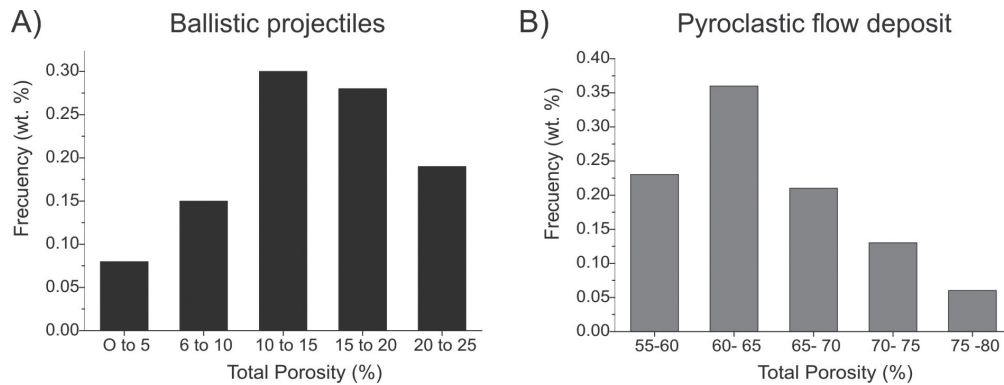 A) Ballistic projectiles
Frecuency (wt. %)
0.30
0.25
0.20
0.15
0.10
0.05
0.00
O to 5 6 to 10 10 to 15 15 to 20 20 to 25
Total Porosity (%)
B) Pyroclastic flow deposit
Frecuency (wt. %)
0.40
0.35
0.30
0.25
0.20
0.15
0.10
0.05
0.00
55-60 60- 65 65- 70 70- 75 75 -80
Total Porosity (%)